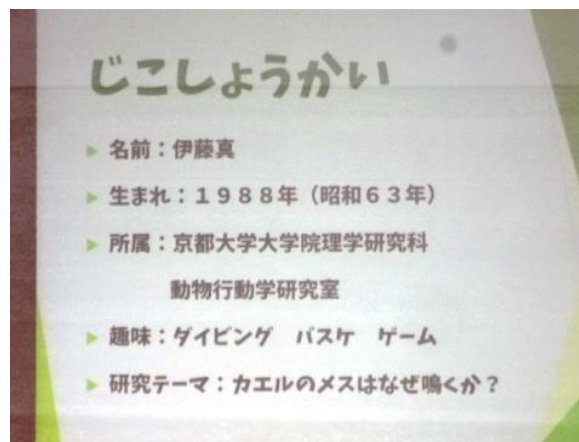 じこしょうかい
名前：伊藤真
生まれ：１９８８年（昭和６３年）
所属：京都大学大学院理学研究科
動物行動学研究室
趣味：ダイビング　バスケ　ゲーム
研究テーマ：カエルのメスはなぜ鳴くか？